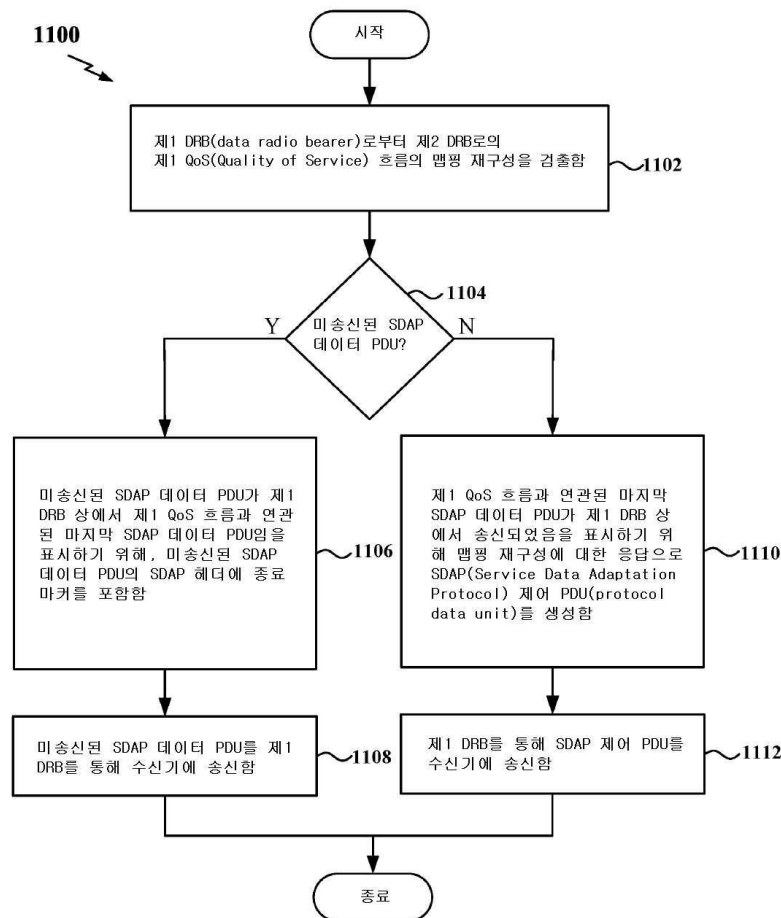 1100
시작
제1 DRB(data radio bearer)로부터 제2 DRB로의
제1 QoS(Quality of Service) 흐름의 맵핑 재구성을 검출함
1102
1104
미송신된 SDAP
데이터 PDU?
Y
N
미송신된 SDAP 데이터 PDU가 제1
DRB 상에서 제1 QoS 흐름과 연관
된 마지막 SDAP 데이터 PDU임을
표시하기 위해, 미송신된 SDAP
데이터 PDU의 SDAP 헤더에 종료
마커를 포함함
1106
제1 QoS 흐름과 연관된 마지막
SDAP 데이터 PDU가 제1 DRB 상
에서 송신되었음을 표시하기 위
해 맵핑 재구성에 대한 응답으로
SDAP(Service Data Adaptation
Protocol) 제어 PDU(protocol
data unit)를 생성함
1110
미송신된 SDAP 데이터 PDU를 제1
DRB를 통해 수신기에 송신함
1108
제1 DRB를 통해 SDAP 제어 PDU를
수신기에 송신함
1112
종료